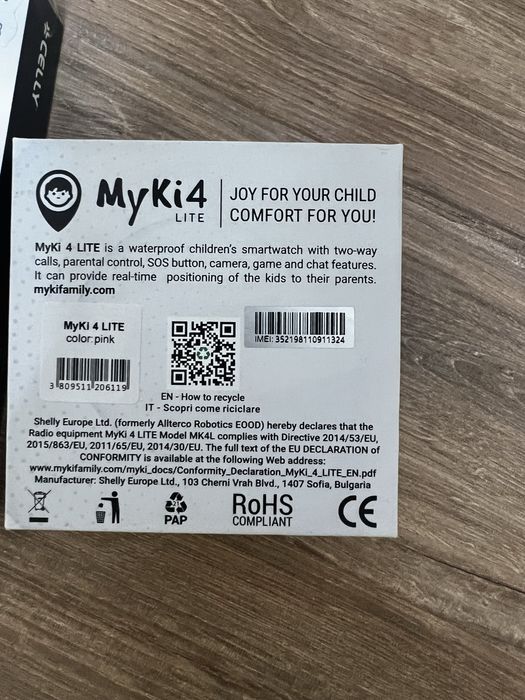 #CELLY
MyKi4
LITE
JOY FOR YOUR CHILD
COMFORT FOR YOU!
MyKi 4 LITE is a waterproof children's smartwatch with two-way
calls, parental control, SOS button, camera, game and chat features.
It can provide real-time positioning of the kids to their parents.
mykifamily.com
MyKi 4 LITE
color: pink
3 809511 206119
IMEI: 352198110911324
EN - How to recycle
IT - Scopri come riciclare
Shelly Europe Ltd. (formerly Allterco Robotics EOOD) hereby declares that the
Radio equipment MyKi 4 LITE Model MK4L complies with Directive 2014/53/EU,
2015/863/EU, 2011/65/EU, 2014/30/EU. The full text of the EU DECLARATION of
CONFORMITY is available at the following Web address:
www.mykifamily.com/myki_docs/Conformity_Declaration_MyKi_4_LITE_EN.pdf
Manufacturer: Shelly Europe Ltd., 103 Cherni Vrah Blvd., 1407 Sofia, Bulgaria
21
PAP
RoHS
COMPLIANT
CE